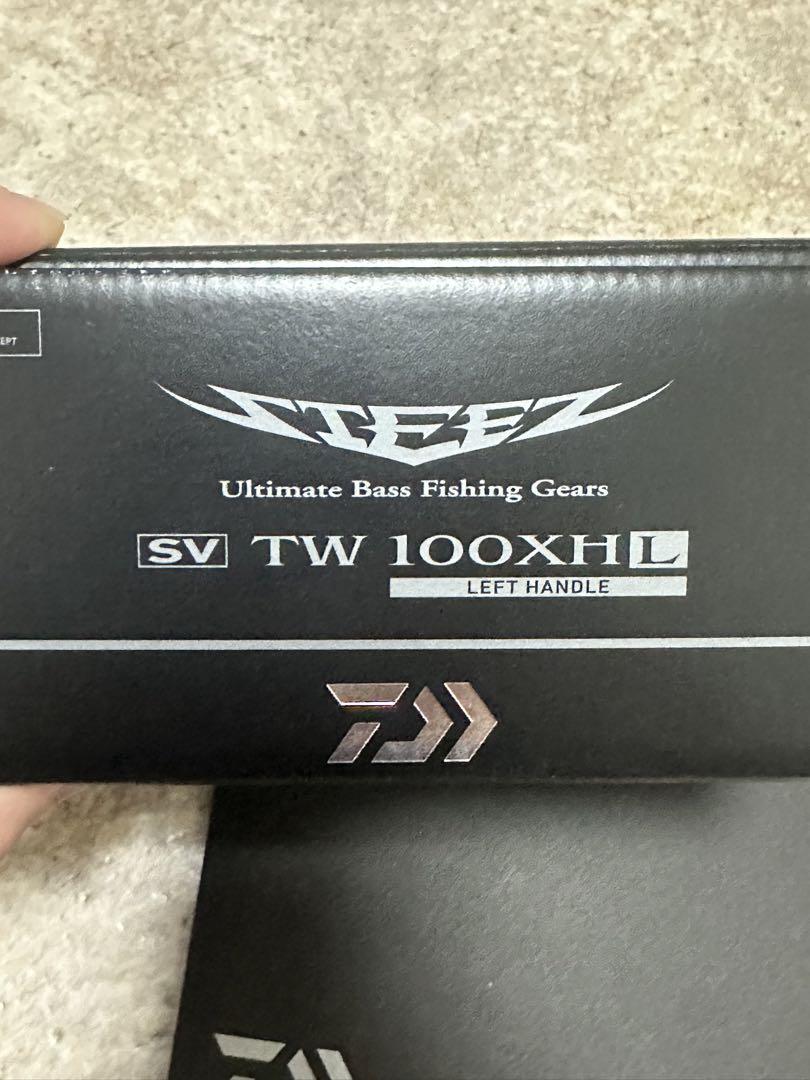 STEEZ
Ultimate Bass Fishing Gears
SV TW 100XHL
LEFT HANDLE